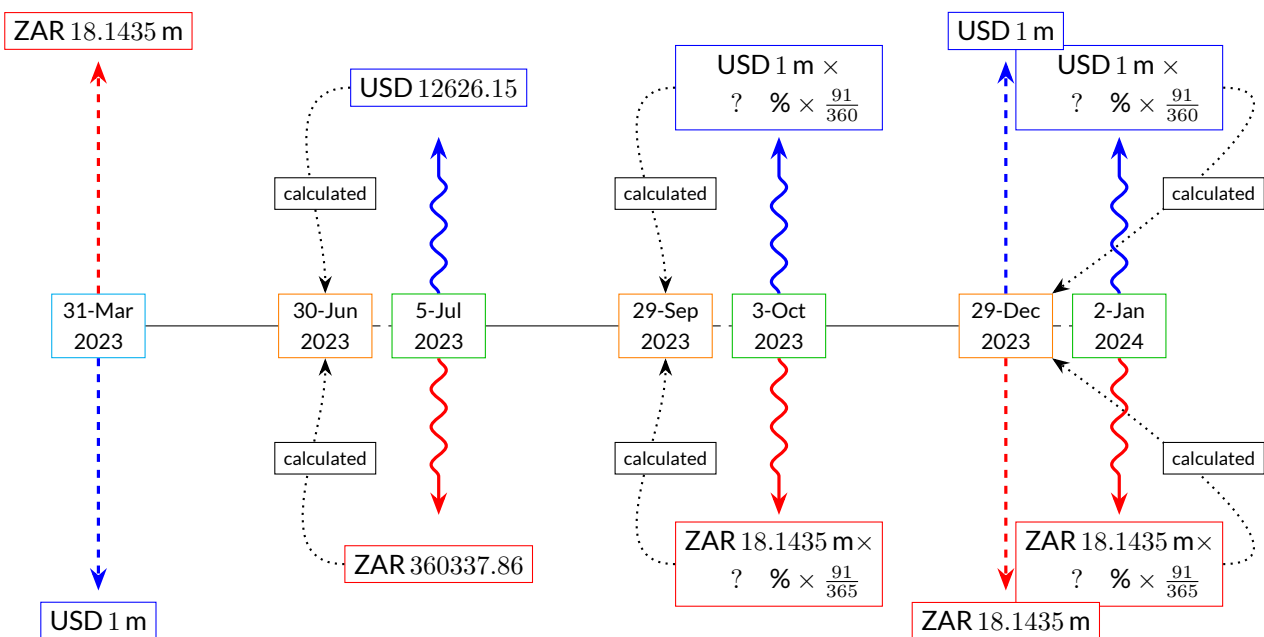 ZAR 18.1435 m
USD 12626.15
USD 1 m ×
? % × 91/360
USD 1 m
USD 1 m ×
? % × 91/360
calculated
calculated
calculated
31-Mar
2023
30-Jun
2023
5-Jul
2023
29-Sep
2023
3-Oct
2023
29-Dec
2023
2-Jan
2024
calculated
calculated
calculated
USD 1 m
ZAR 360337.86
ZAR 18.1435 m×
? % × 91/365
ZAR 18.1435 m
ZAR 18.1435 m×
? % × 91/365